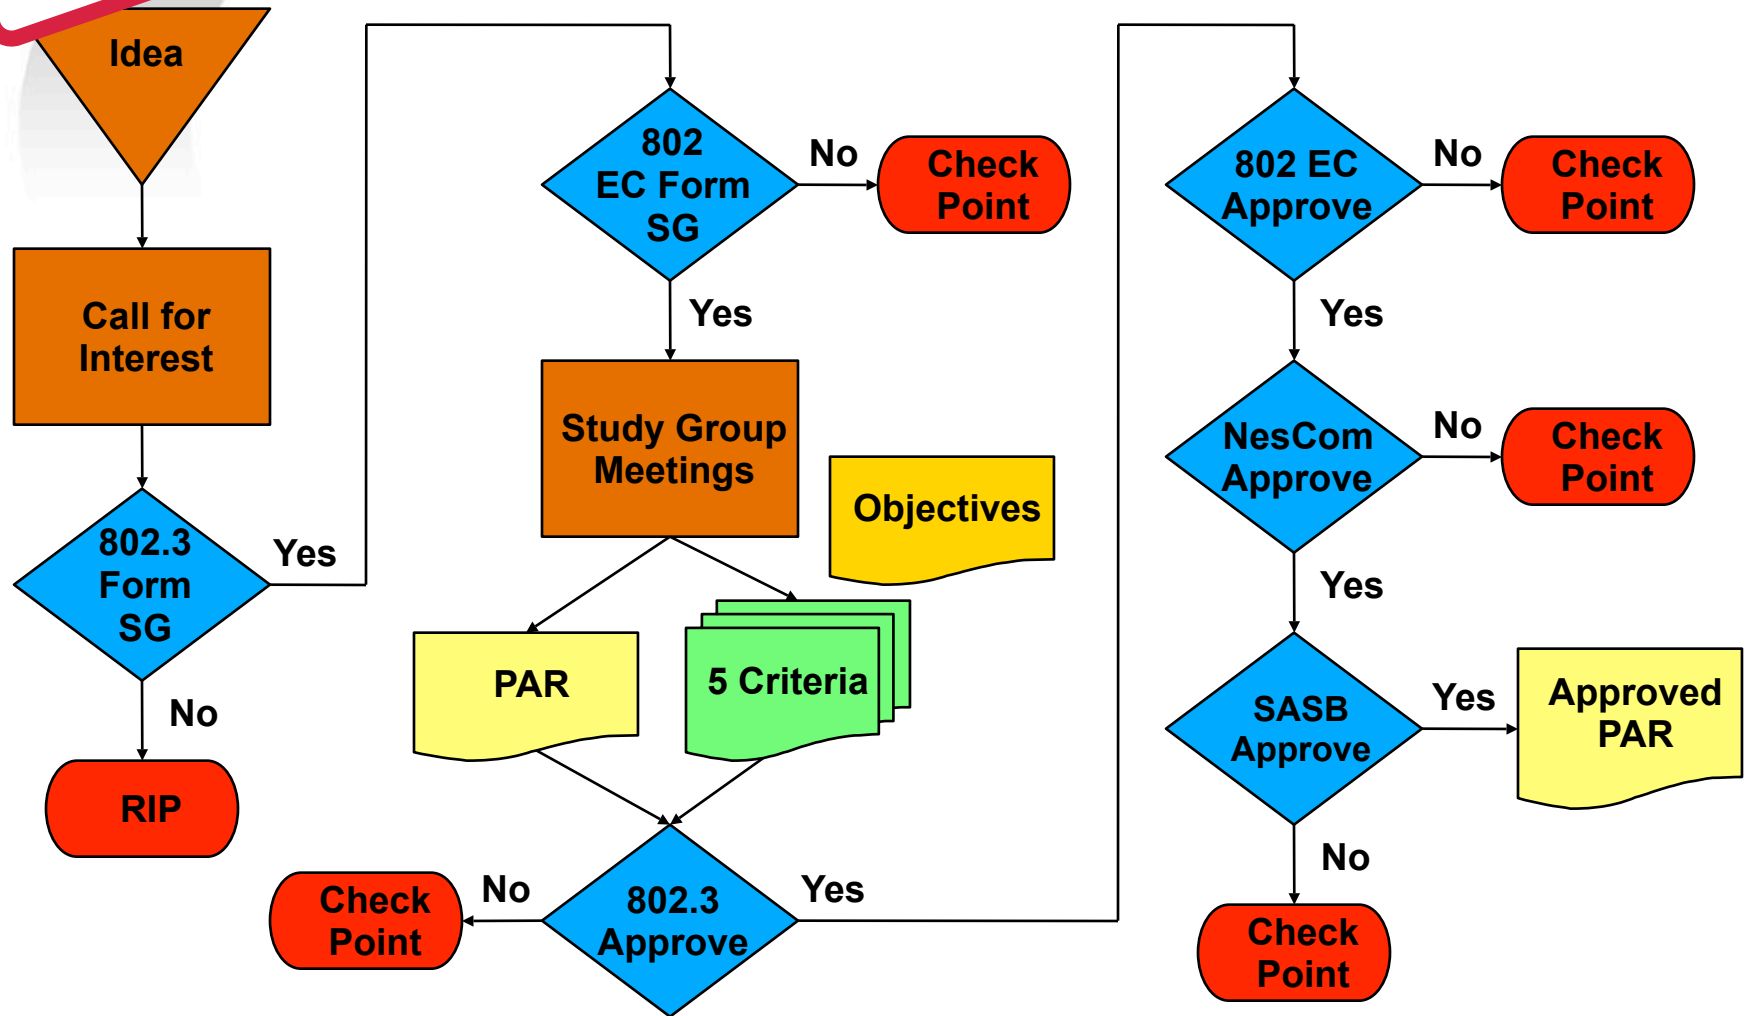 Idea
Call for
Interest
802.3
Form
SG
Yes
No
RIP
802
EC Form
SG
No
Check
Point
Yes
Study Group
Meetings
Objectives
PAR
5 Criteria
802.3
Approve
No
Check
Point
Yes
802 EC
Approve
No
Check
Point
Yes
NesCom
Approve
No
Check
Point
Yes
SASB
Approve
Yes
Approved
PAR
No
Check
Point